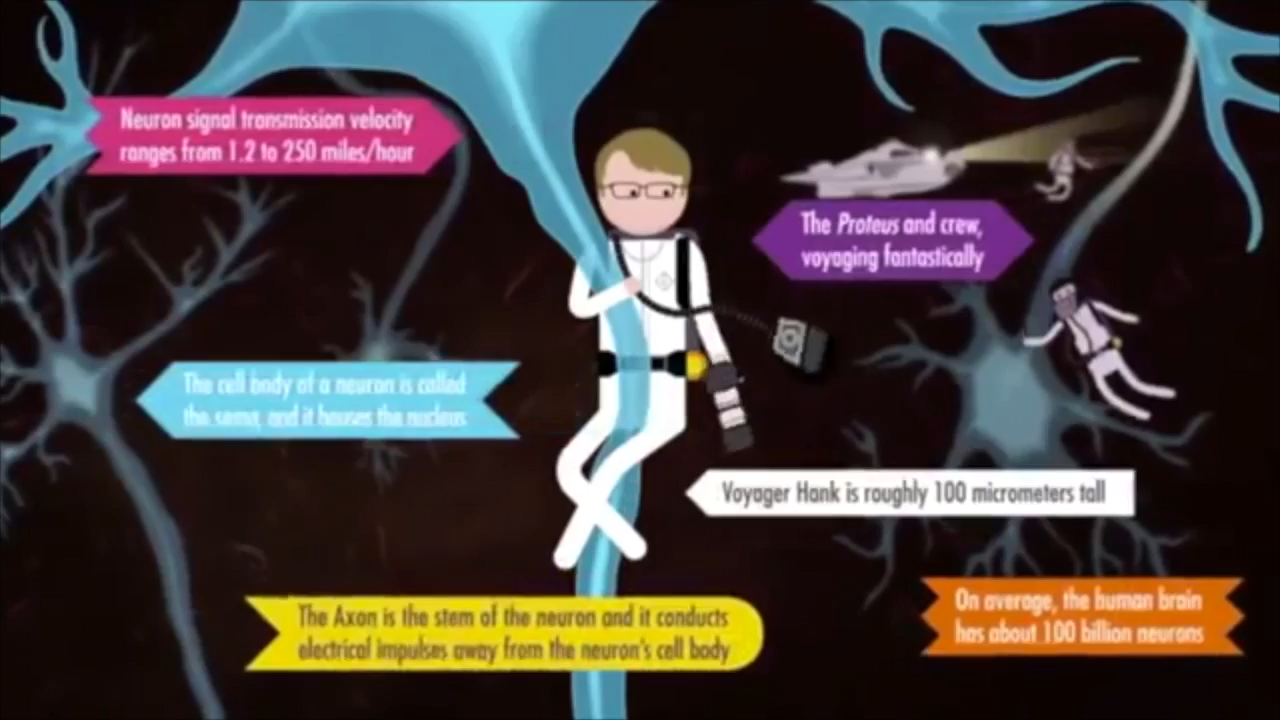 Neuron signal transmission velocity
ranges from 1.2 to 250 miles/hour
The Proteus and crew,
voyaging fantastically
The cell body of a neuron is called
the soma, and it houses the nucleus
Voyager Hank is roughly 100 micrometers tall
The Axon is the stem of the neuron and it conducts
electrical impulses away from the neuron's cell body
On average, the human brain
has about 100 billion neurons